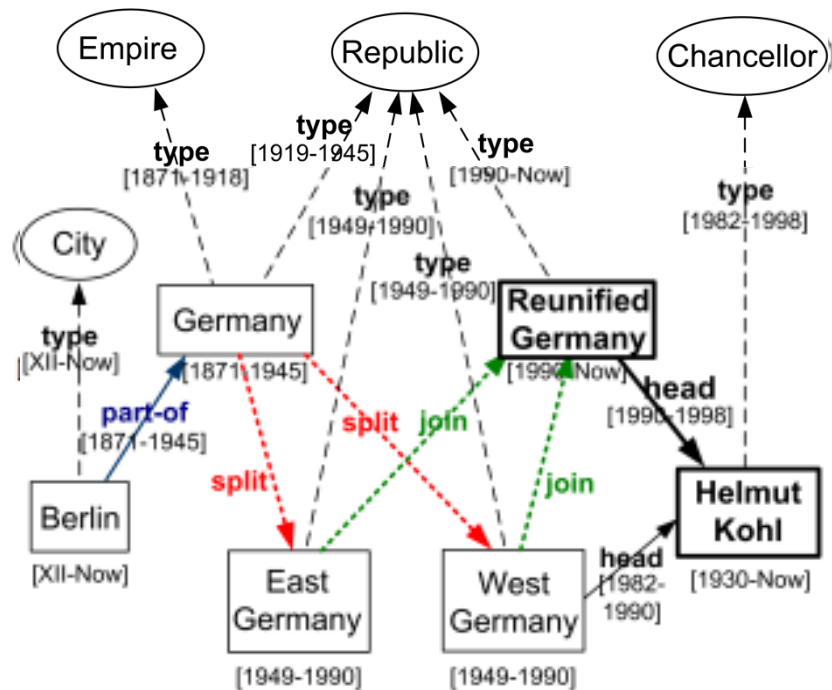 Empire
Republic
Chancellor
type
[1919-1945]
type
[1871-1918]
type
[1990-Now]
type
[1949-1990]
type
[1982-1998]
City
type
[1949-1990]
Germany
Reunified
Germany
type
[XII-Now]
[1871-1945]
[1990-Now]
head
[1990-1998]
part-of
[1871-1945]
split
join
split
join
Berlin
Helmut
Kohl
[XII-Now]
East
Germany
West
Germany
head
[1982-
1990]
[1930-Now]
[1949-1990]
[1949-1990]